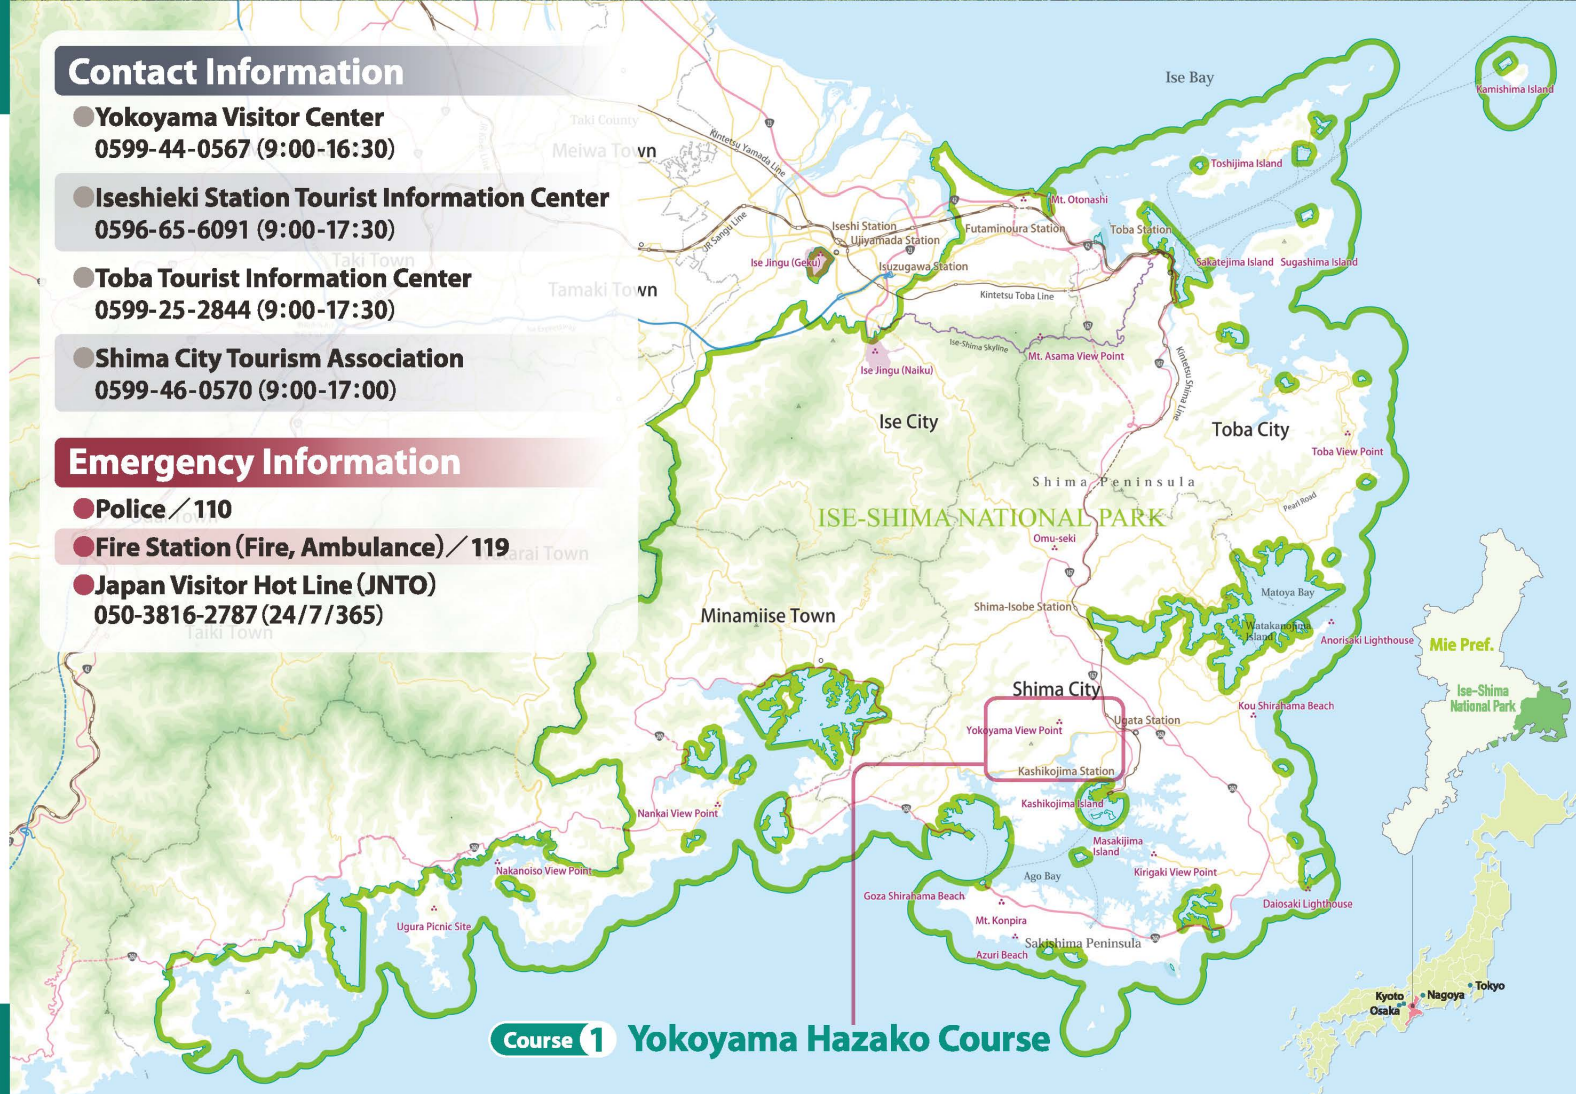 Contact Information
●Yokoyama Visitor Center
0599-44-0567 (9:00-16:30)
●Iseshieki Station Tourist Information Center
0596-65-6091 (9:00-17:30)
●Toba Tourist Information Center
0599-25-2844 (9:00-17:30)
●Shima City Tourism Association
0599-46-0570 (9:00-17:00)
Emergency Information
●Police／110
●Fire Station (Fire, Ambulance)／119
●Japan Visitor Hot Line (JNTO)
050-3816-2787 (24/7/365)
Taki County
Meiwa Town
Taki Town
Tamaki Town
Taiki Town
Kintetsu Yamada Line
JR Sangu Line
Iseshi Station
Ujiyamada Station
Ise Jingu (Geku)
Isuzugawa Station
Futaminoura Station
Mt. Otonashi
Toba Station
Kintetsu Toba Line
Ise-Shima Skyline
Mt. Asama View Point
Ise Jingu (Naiku)
Kintetsu Shima Line
Ise Bay
Kamishima Island
Toshijima Island
Sakatejima Island
Sugashima Island
Ise City
Toba City
Toba View Point
Shima Peninsula
Pearl Road
ISE-SHIMA NATIONAL PARK
Omu-seki
Minamiise Town
Shima-Isobe Station
Matoya Bay
Watakanojima
Island
Anorisaki Lighthouse
Shima City
Kou Shirahama Beach
Ugata Station
Yokoyama View Point
Kashikojima Station
Kashikojima Island
Nankai View Point
Masakijima
Island
Nakanoiso View Point
Ago Bay
Kirigaki View Point
Goza Shirahama Beach
Daiosaki Lighthouse
Ugura Picnic Site
Mt. Konpira
Sakishima Peninsula
Azuri Beach
Mie Pref.
Ise-Shima
National Park
Kyoto
Osaka
Nagoya
Tokyo
Course 1 Yokoyama Hazako Course